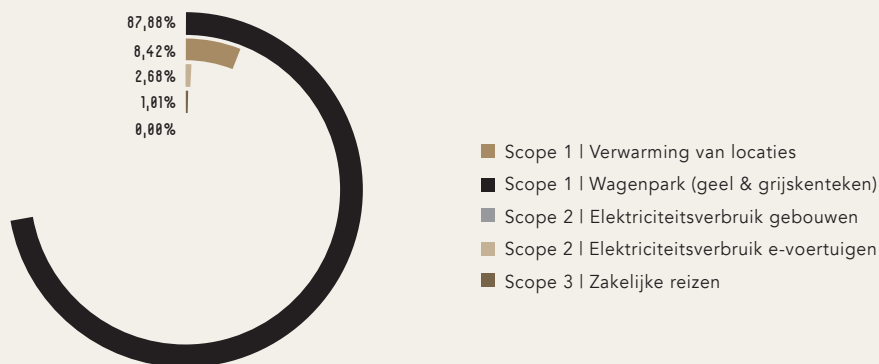 87,88%
8,42%
2,68%
1,01%
0,00%
Scope 1 | Verwarming van locaties
Scope 1 | Wagenpark (geel & grijskenteken)
Scope 2 | Elektriciteitsverbruik gebouwen
Scope 2 | Elektriciteitsverbruik e-voertuigen
Scope 3 | Zakelijke reizen